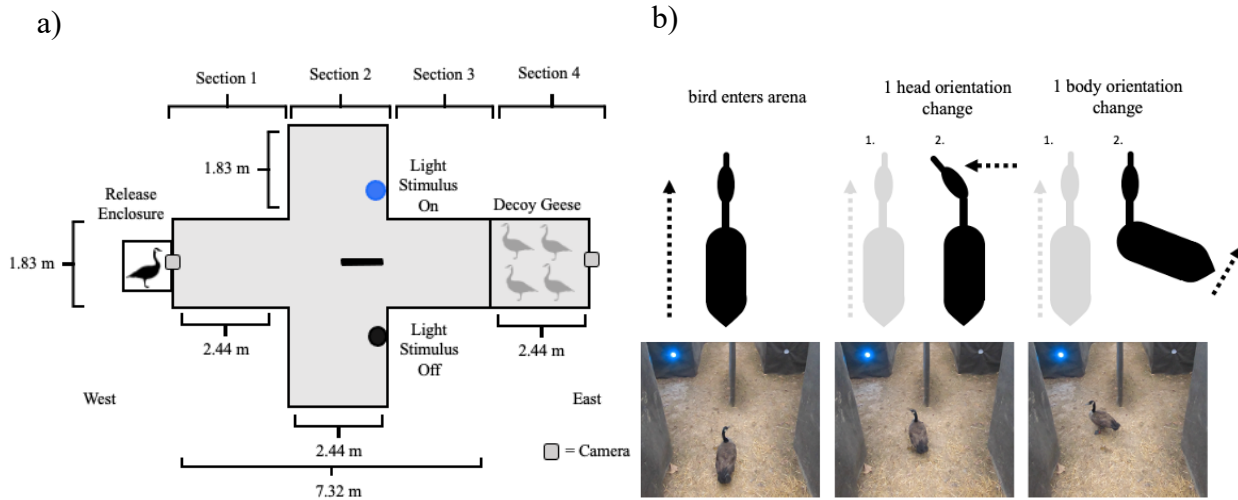 a)
Section 1
Section 2
Section 3
Section 4
1.83 m
Light
Stimulus
On
Release
Enclosure
Decoy Geese
1.83 m
2.44 m
Light
Stimulus
Off
2.44 m
West
East
2.44 m
= Camera
7.32 m
b)
bird enters arena
1 head orientation
change
1 body orientation
change
1.
2.
1.
2.